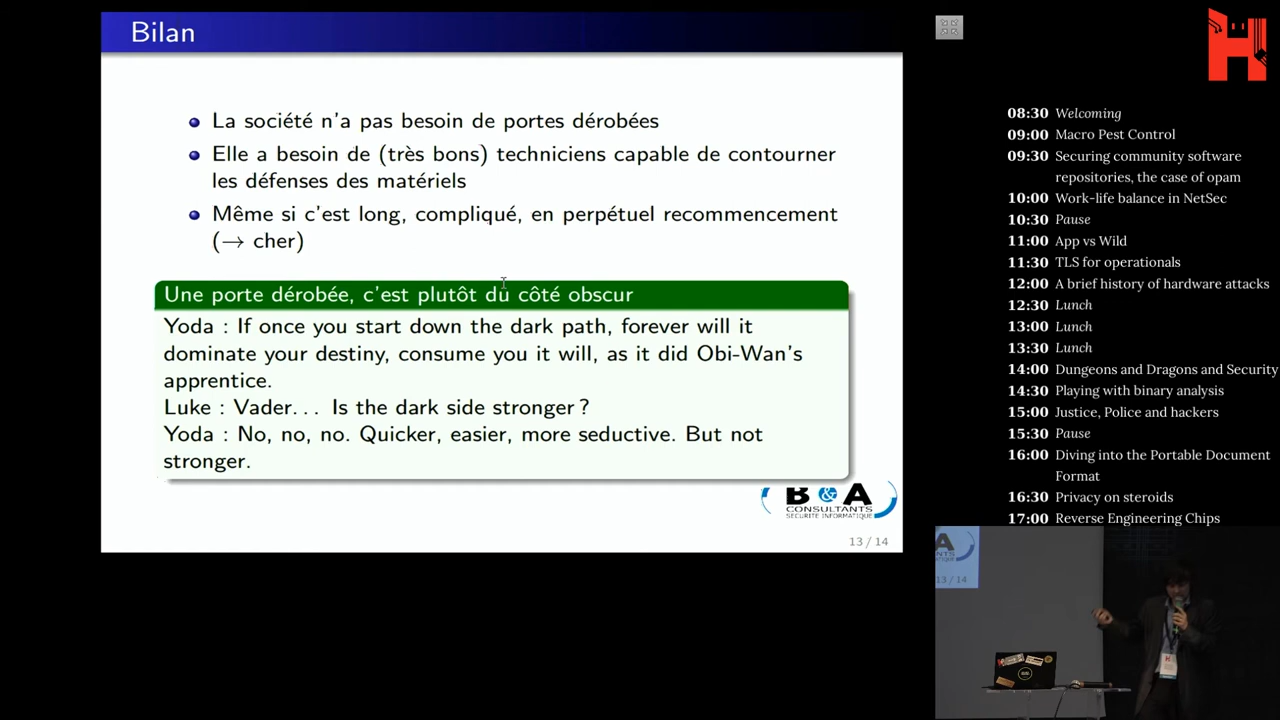 Bilan
La société n'a pas besoin de portes dérobées
Elle a besoin de (très bons) techniciens capable de contourner
les défenses des matériels
Même si c'est long, compliqué, en perpétuel recommencement
(→ cher)
Une porte dérobée, c'est plutôt du côté obscur
Yoda : If once you start down the dark path, forever will it
dominate your destiny, consume you it will, as it did Obi-Wan's
apprentice.
Luke : Vader... Is the dark side stronger ?
Yoda : No, no, no. Quicker, easier, more seductive. But not
stronger.
B & A
CONSULTANTS
SÉCURITÉ INFORMATIQUE
13 / 14
08:30 Welcoming
09:00 Macro Pest Control
09:30 Securing community software
repositories, the case of opam
10:00 Work-life balance in NetSec
10:30 Pause
11:00 App vs Wild
11:30 TLS for operationals
12:00 A brief history of hardware attacks
12:30 Lunch
13:00 Lunch
13:30 Lunch
14:00 Dungeons and Dragons and Security
14:30 Playing with binary analysis
15:00 Justice, Police and hackers
15:30 Pause
16:00 Diving into the Portable Document
Format
16:30 Privacy on steroids
17:00 Reverse Engineering Chips
A
TANTS
13 / 14